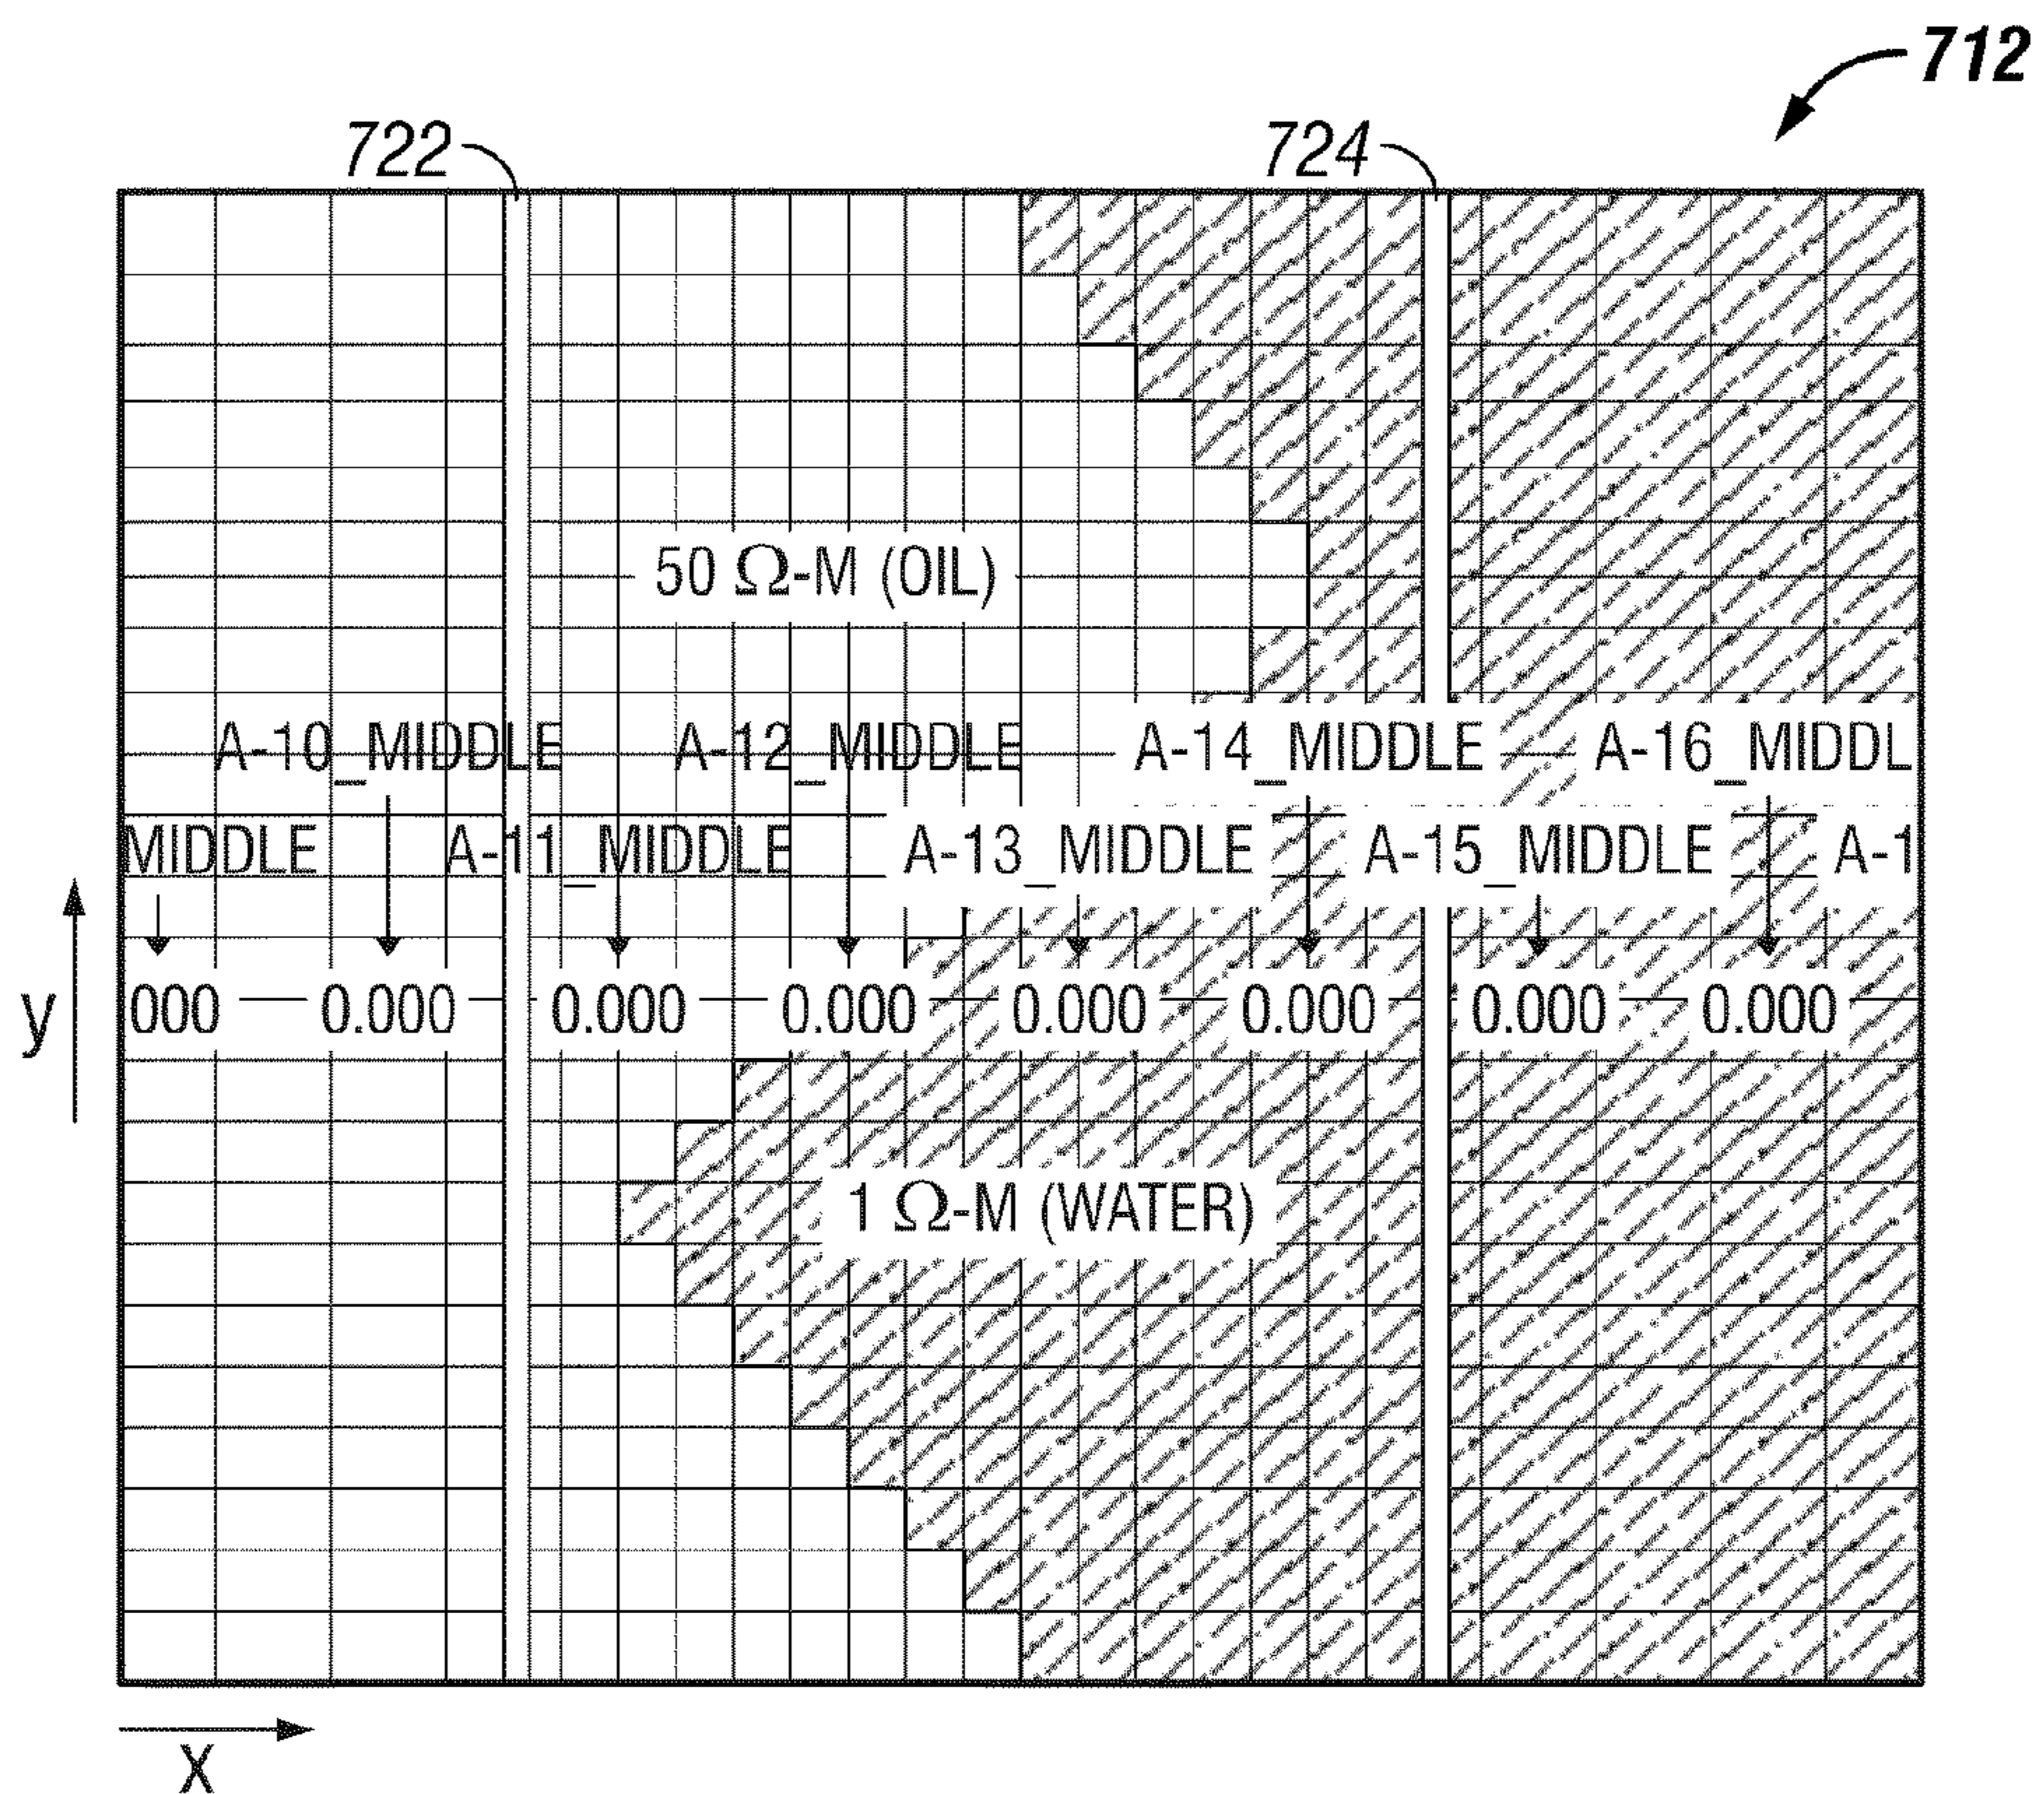 712
722 724
50 Ω-M (OIL)
A-10_MIDDLE A-12_MIDDLE A-14_MIDDLE A-16_MIDDL
MIDDLE A-11_MIDDLE A-13_MIDDLE A-15_MIDDLE A-1
000 0.000 0.000 0.000 0.000 0.000 0.000 0.000
y
1 Ω-M (WATER)
X